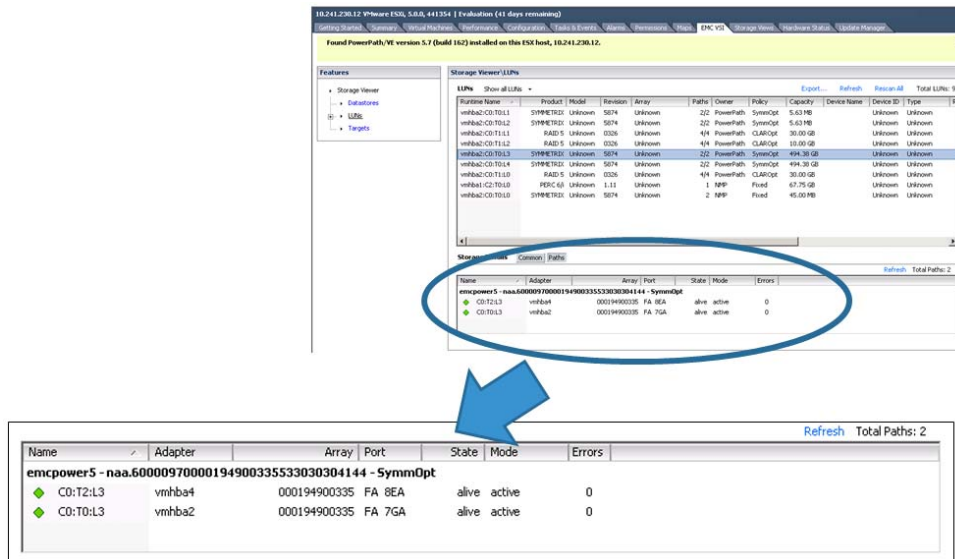 10.241.230.12 VMware ESXi, 5.0.0, 441354 | Evaluation (41 days remaining)
Getting Started Summary Virtual Machines Performance Configuration Tasks & Events Alarms Permissions Maps EMC VSI Storage Views Hardware Status Update Manager
Found PowerPath/VE version 5.7 (build 162) installed on this ESX host, 10.241.230.12.
Features
Storage Viewer
Datastores
LUNs
Targets
Storage Viewer\LUNs
LUNs Show all LUNs Export... Refresh Rescan All Total LUNs: 9
Runtime Name Product Model Revision Array Paths Owner Policy Capacity Device Name Device ID Type
vmhba2:C0:T0:L1 SYMMETRIX Unknown 5874 Unknown 2/2 PowerPath SymmOpt 5.63 MB Unknown Unknown
vmhba2:C0:T0:L2 SYMMETRIX Unknown 5874 Unknown 2/2 PowerPath SymmOpt 5.63 MB Unknown Unknown
vmhba2:C0:T1:L1 RAID 5 Unknown 0326 Unknown 4/4 PowerPath CLAROpt 30.00 GB Unknown Unknown
vmhba2:C0:T1:L2 RAID 5 Unknown 0326 Unknown 4/4 PowerPath CLAROpt 10.00 GB Unknown Unknown
vmhba2:C0:T0:L3 SYMMETRIX Unknown 5874 Unknown 2/2 PowerPath SymmOpt 494.38 GB Unknown Unknown
vmhba2:C0:T0:L4 SYMMETRIX Unknown 5874 Unknown 2/2 PowerPath SymmOpt 494.38 GB Unknown Unknown
vmhba2:C0:T1:L0 RAID 5 Unknown 0326 Unknown 4/4 PowerPath CLAROpt 30.00 GB Unknown Unknown
vmhba1:C2:T0:L0 PERC 6/i Unknown 1.11 Unknown 1 NMP Fixed 67.75 GB Unknown Unknown
vmhba2:C0:T0:L0 SYMMETRIX Unknown 5874 Unknown 2 NMP Fixed 45.00 MB Unknown Unknown
Common Paths
Refresh Total Paths: 2
Name Adapter Array Port State Mode Errors
emcpower5 - naa.60000970000194900335533030304144 - SymmOpt
C0:T2:L3 vmhba4 000194900335 FA 8EA alive active 0
C0:T0:L3 vmhba2 000194900335 FA 7GA alive active 0
Refresh Total Paths: 2
Name Adapter Array Port State Mode Errors
emcpower5 - naa.60000970000194900335533030304144 - SymmOpt
C0:T2:L3 vmhba4 000194900335 FA 8EA alive active 0
C0:T0:L3 vmhba2 000194900335 FA 7GA alive active 0